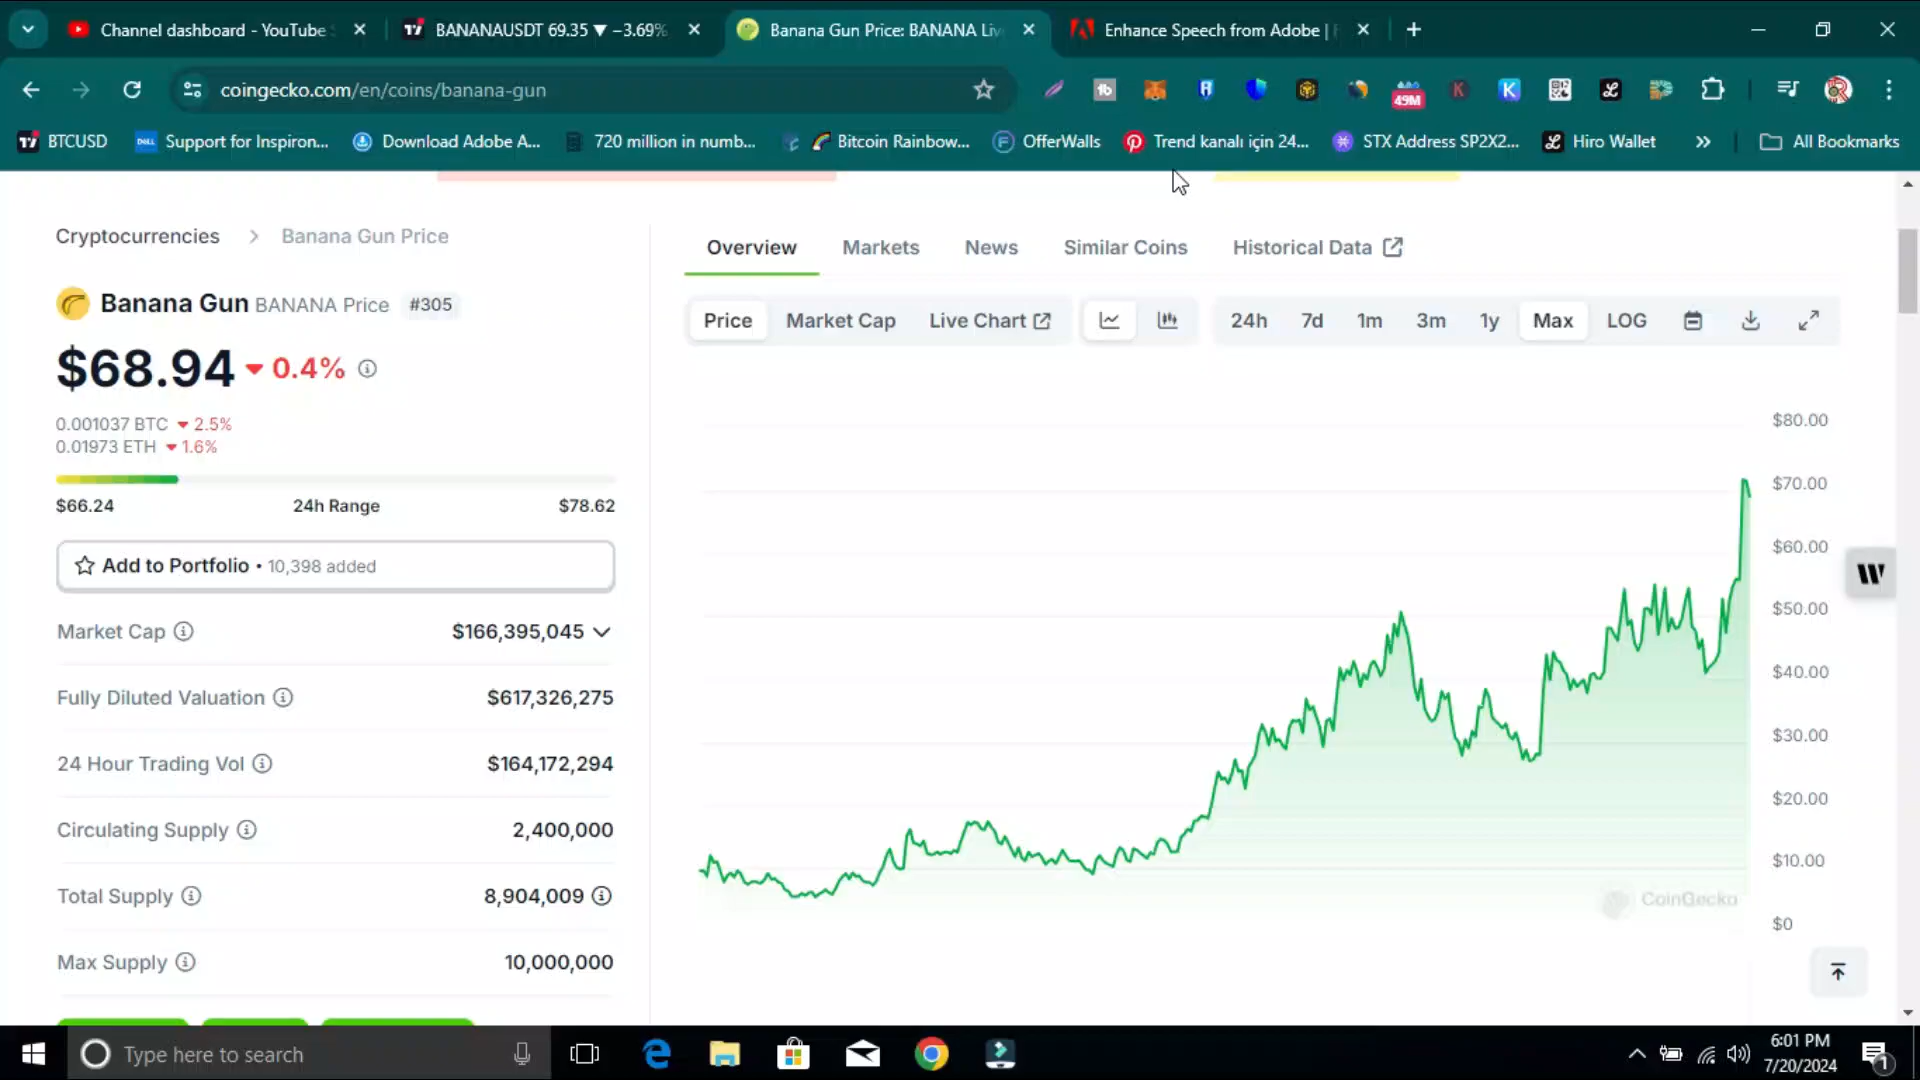 Channel dashboard - YouTube
BANANAUSDT 69.35 ▼ −3.69%
Banana Gun Price: BANANA Liv
Enhance Speech from Adobe |
coingecko.com/en/coins/banana-gun
49M
BTCUSD
Support for Inspiron...
Download Adobe A...
720 million in numb...
Bitcoin Rainbow...
OfferWalls
Trend kanalı için 24...
STX Address SP2X2...
Hiro Wallet
All Bookmarks
Cryptocurrencies > Banana Gun Price
Overview Markets News Similar Coins Historical Data
Banana Gun BANANA Price #305
Price Market Cap Live Chart 24h 7d 1m 3m 1y Max LOG
$68.94 ▼ 0.4%
0.001037 BTC ▼ 2.5%
0.01973 ETH ▼ 1.6%
$66.24 24h Range $78.62
Add to Portfolio • 10,398 added
Market Cap $166,395,045
Fully Diluted Valuation $617,326,275
24 Hour Trading Vol $164,172,294
Circulating Supply 2,400,000
Total Supply 8,904,009
Max Supply 10,000,000
$80.00
$70.00
$60.00
$50.00
$40.00
$30.00
$20.00
$10.00
$0
CoinGecko
Type here to search
6:01 PM
7/20/2024
1